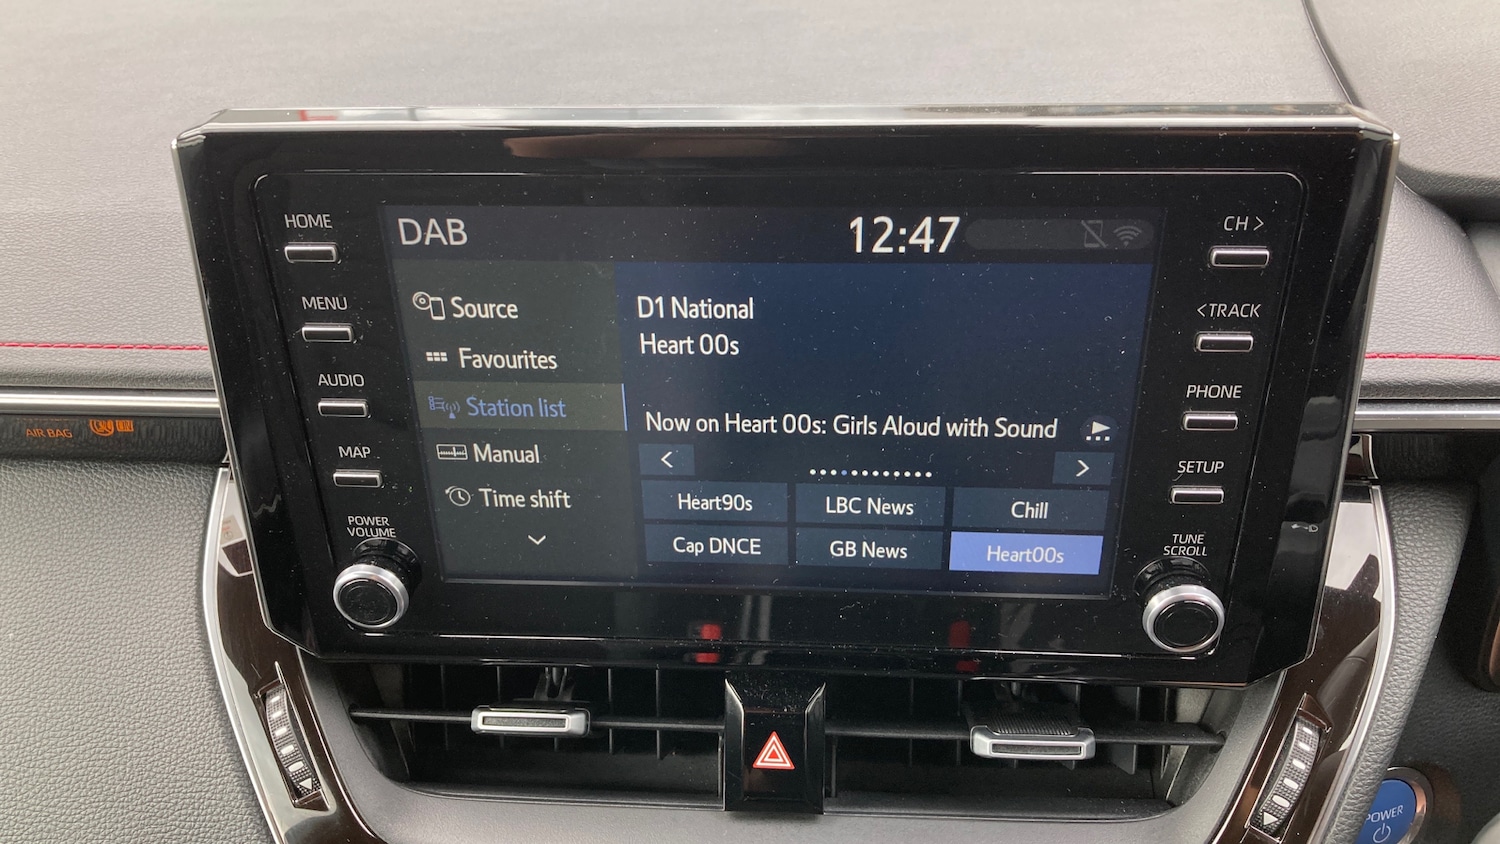 HOME
MENU
AUDIO
MAP
POWER
VOLUME
DAB
12:47
Source
Favourites
Station list
Manual
Time shift
D1 National
Heart 00s
Now on Heart 00s: Girls Aloud with Sound
<
>
Heart90s
LBC News
Chill
Cap DNCE
GB News
Heart00s
CH >
<TRACK
PHONE
SETUP
TUNE
SCROLL
AIR BAG
POWER